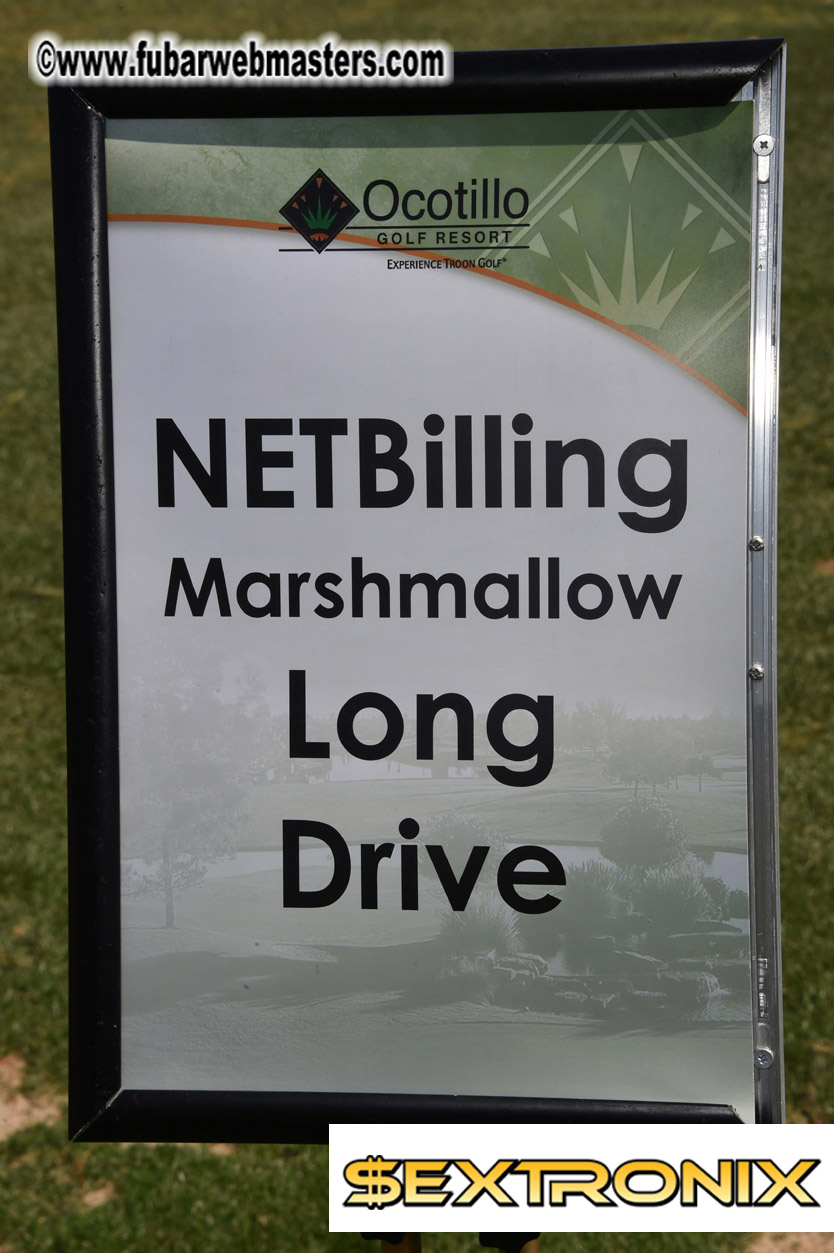 ©www.fubarwebmasters.com
Ocotillo
GOLF RESORT
EXPERIENCE TROON GOLF®
NETBilling
Marshmallow
Long
Drive
$EXTRONIX